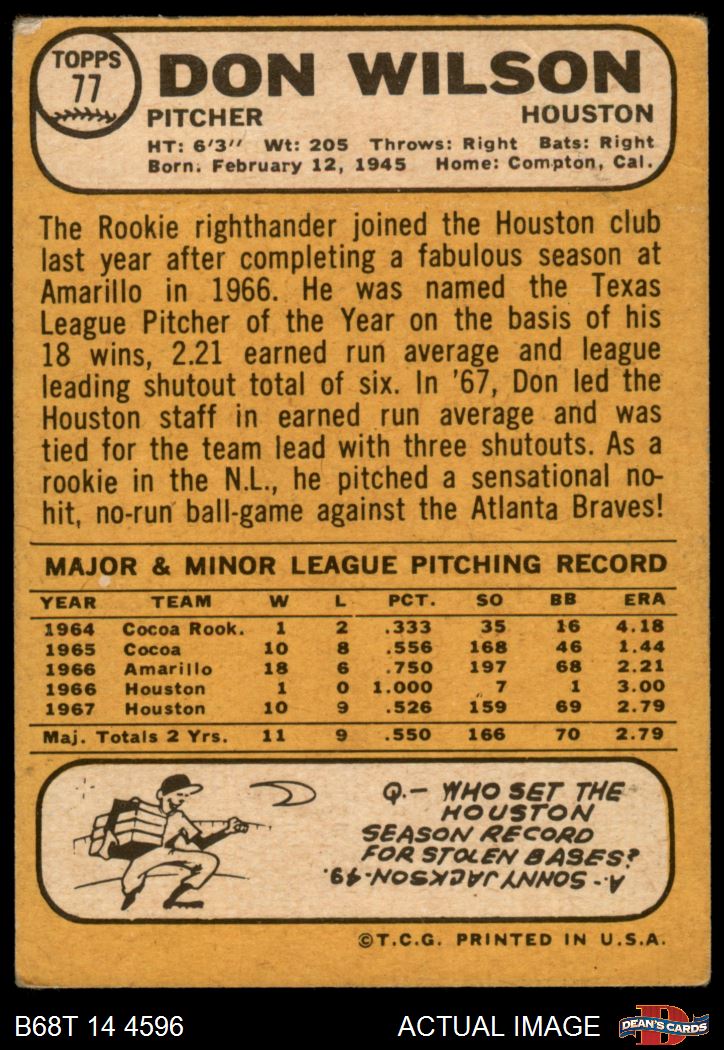 TOPPS
77
DON WILSON
PITCHER HOUSTON
HT: 6'3" Wt: 205 Throws: Right Bats: Right
Born: February 12, 1945 Home: Compton, Cal.
The Rookie righthander joined the Houston club
last year after completing a fabulous season at
Amarillo in 1966. He was named the Texas
League Pitcher of the Year on the basis of his
18 wins, 2.21 earned run average and league
leading shutout total of six. In '67, Don led the
Houston staff in earned run average and was
tied for the team lead with three shutouts. As a
rookie in the N.L., he pitched a sensational no-
hit, no-run ball-game against the Atlanta Braves!
MAJOR & MINOR LEAGUE PITCHING RECORD
YEAR TEAM W L PCT. SO BB ERA
1964 Cocoa Rook. 1 2 .333 35 16 4.18
1965 Cocoa 10 8 .556 168 46 1.44
1966 Amarillo 18 6 .750 197 68 2.21
1966 Houston 1 0 1.000 7 1 3.00
1967 Houston 10 9 .526 159 69 2.79
Maj. Totals 2 Yrs. 11 9 .550 166 70 2.79
Q.- WHO SET THE
HOUSTON
SEASON RECORD
FOR STOLEN BASES?
A.- SONNY JACKSON-49.
©T.C.G. PRINTED IN U.S.A.
B68T 14 4596 ACTUAL IMAGE DEAN'S CARDS